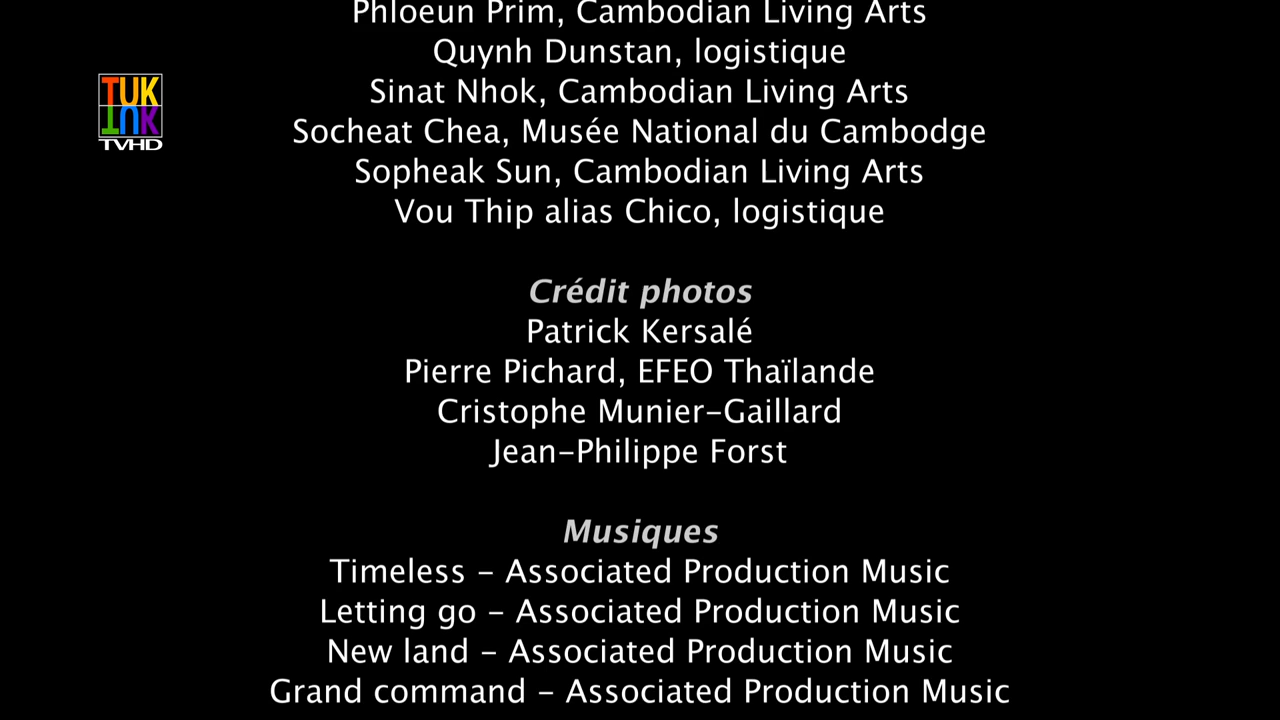 Phloeun Prim, Cambodian Living Arts
Quynh Dunstan, logistique
TUK
TUK
TVHD
Sinat Nhok, Cambodian Living Arts
Socheat Chea, Musée National du Cambodge
Sopheak Sun, Cambodian Living Arts
Vou Thip alias Chico, logistique
Crédit photos
Patrick Kersalé
Pierre Pichard, EFEO Thaïlande
Cristophe Munier-Gaillard
Jean-Philippe Forst
Musiques
Timeless - Associated Production Music
Letting go - Associated Production Music
New land - Associated Production Music
Grand command - Associated Production Music